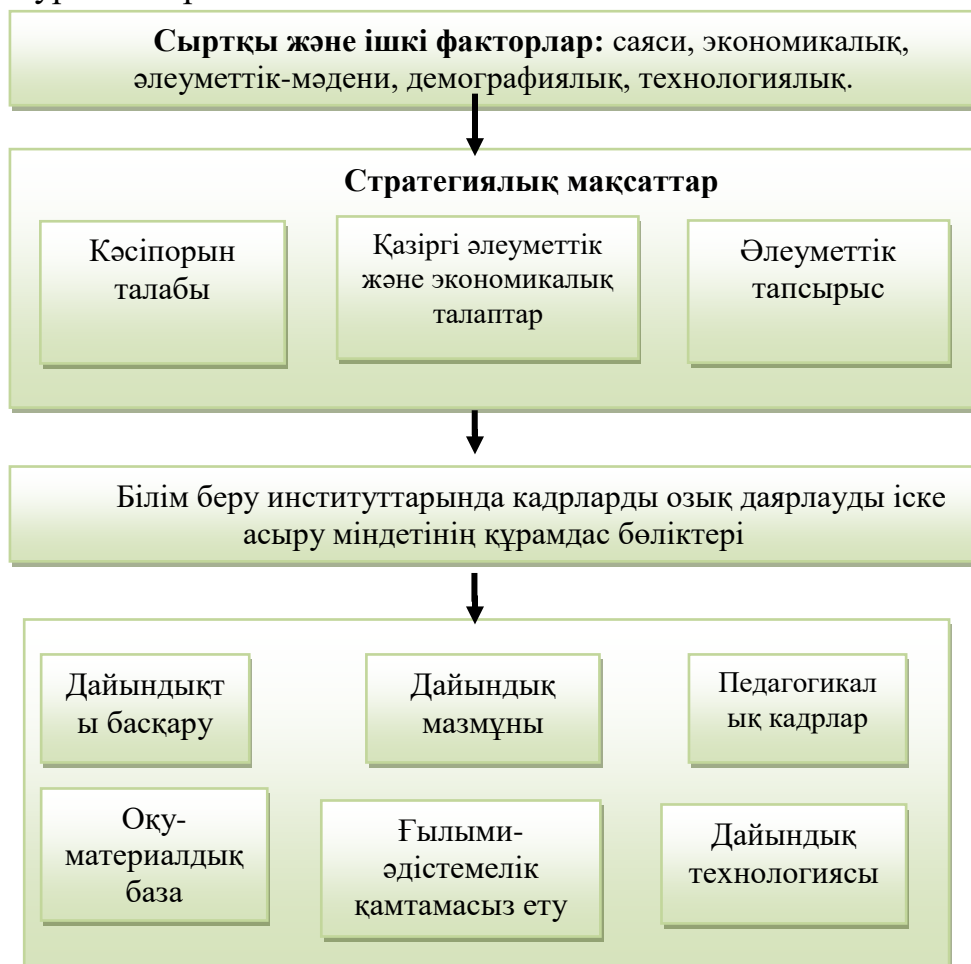 Сыртқы және ішкі факторлар: саяси, экономикалық,
әлеуметтік-мәдени, демографиялық, технологиялық.
Стратегиялық мақсаттар
Кәсіпорын
талабы
Қазіргі әлеуметтік
және экономикалық
талаптар
Әлеуметтік
тапсырыс
Білім беру институттарында кадрларды озық даярлауды іске
асыру міндетінің құрамдас бөліктері
Дайындықт
ы басқару
Дайындық
мазмұны
Педагогикал
ық кадрлар
Оқу-
материалдық
база
Ғылыми-
әдістемелік
қамтамасыз ету
Дайындық
технологиясы